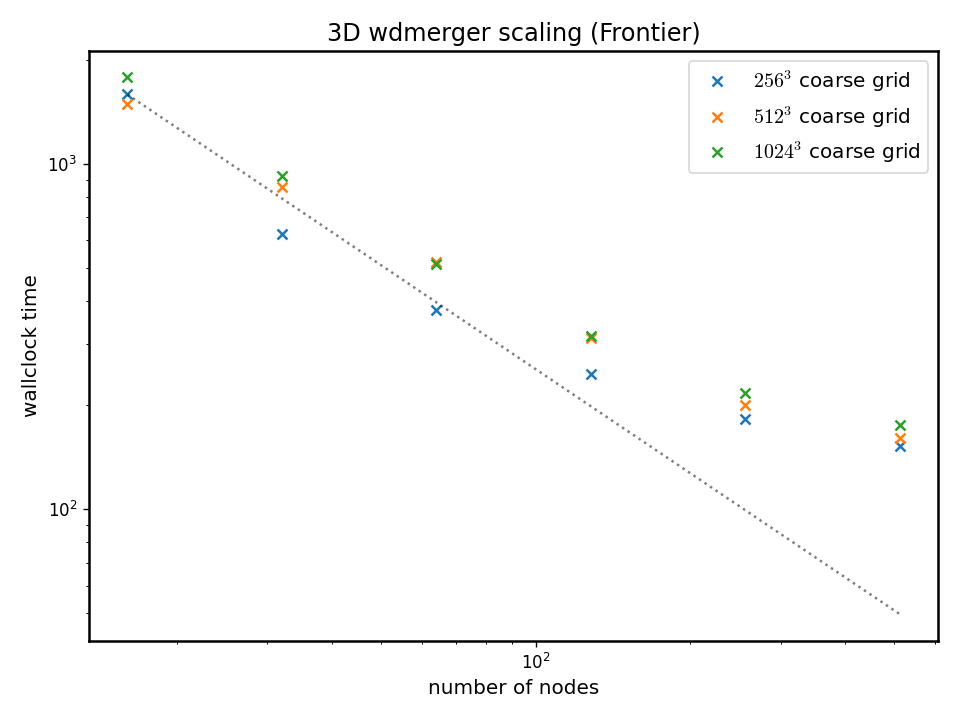 3D wdmerger scaling (Frontier)
256³ coarse grid
512³ coarse grid
1024³ coarse grid
wallclock time
10³
10²
10²
number of nodes